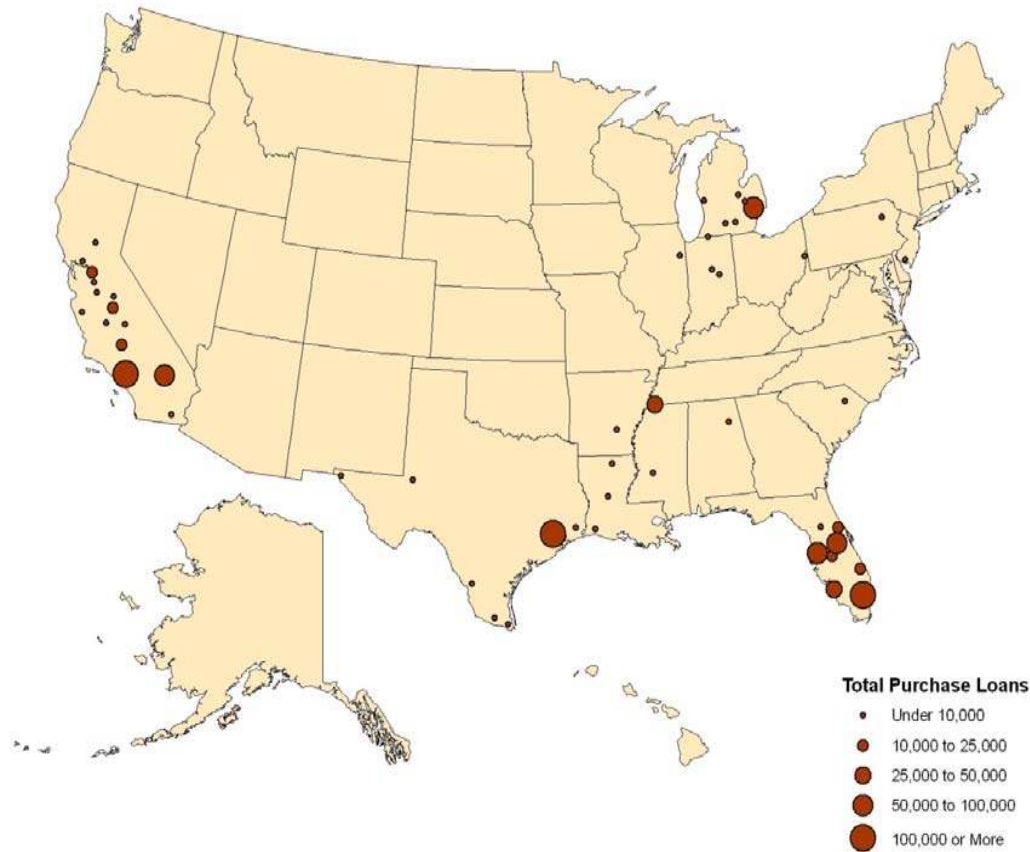 Total Purchase Loans
Under 10,000
10,000 to 25,000
25,000 to 50,000
50,000 to 100,000
100,000 or More